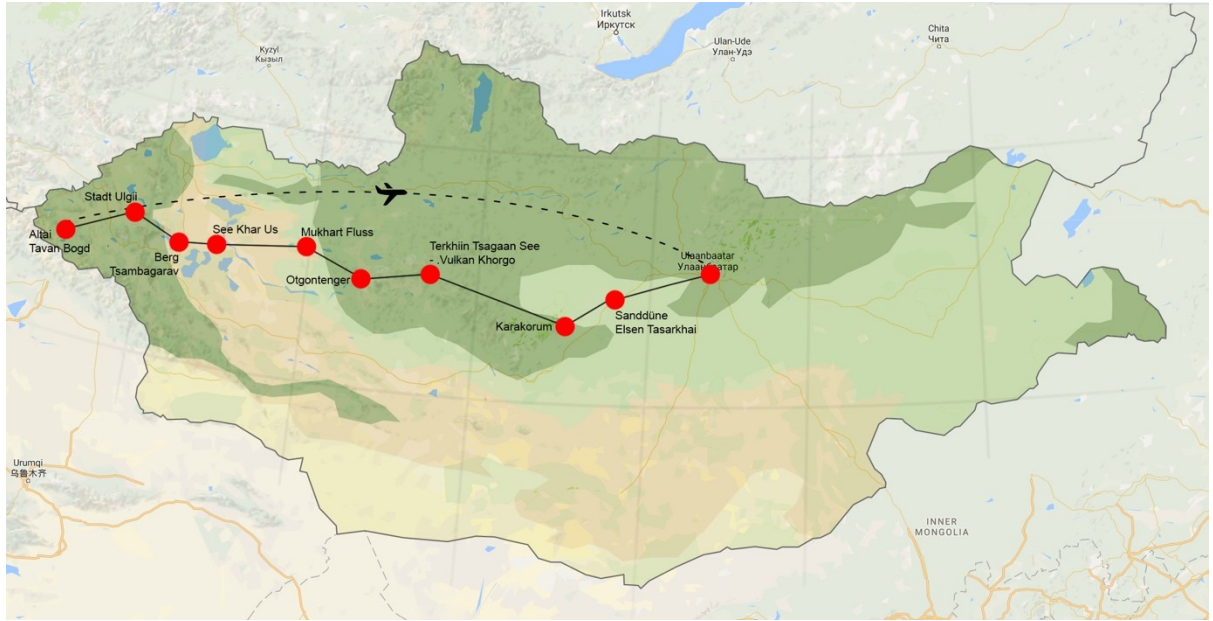 Irkutsk
Иркутск
Chita
Чита
Ulan-Ude
Улан-Удэ
Kyzyl
Кызыл
Stadt Ulgii
Altai
Tavan Bogd
Berg
Tsambagarav
See Khar Us
Mukhart Fluss
Otgontenger
Terkhiin Tsagaan See
- .Vulkan Khorgo
Ulaanbaatar
Улаанбаатар
Karakorum
Sanddüne
Elsen Tasarkhai
Urumqi
乌鲁木齐
INNER
MONGOLIA